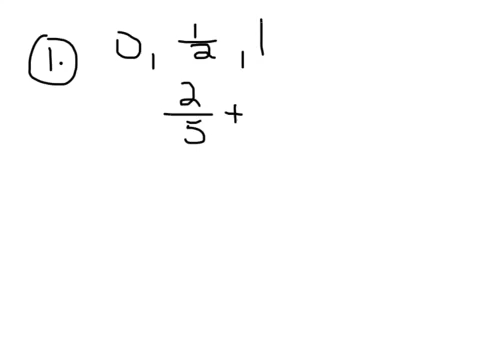 1. 0, 1/2, 1
2/5 +